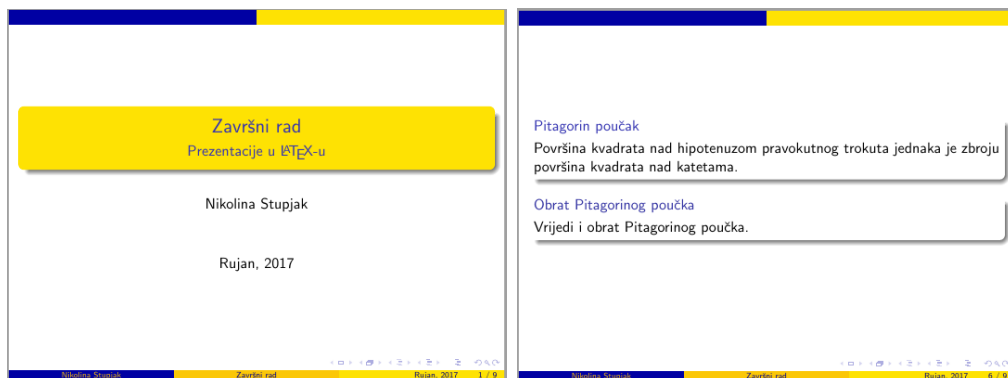 Završni rad
Prezentacije u LATEX-u
Nikolina Stupjak
Rujan, 2017
Nikolina Stupjak Završni rad Rujan, 2017 1 / 9
Pitagorin poučak
Površina kvadrata nad hipotenuzom pravokutnog trokuta jednaka je zbroju
površina kvadrata nad katetama.
Obrat Pitagorinog poučka
Vrijedi i obrat Pitagorinog poučka.
Nikolina Stupjak Završni rad Rujan, 2017 6 / 9